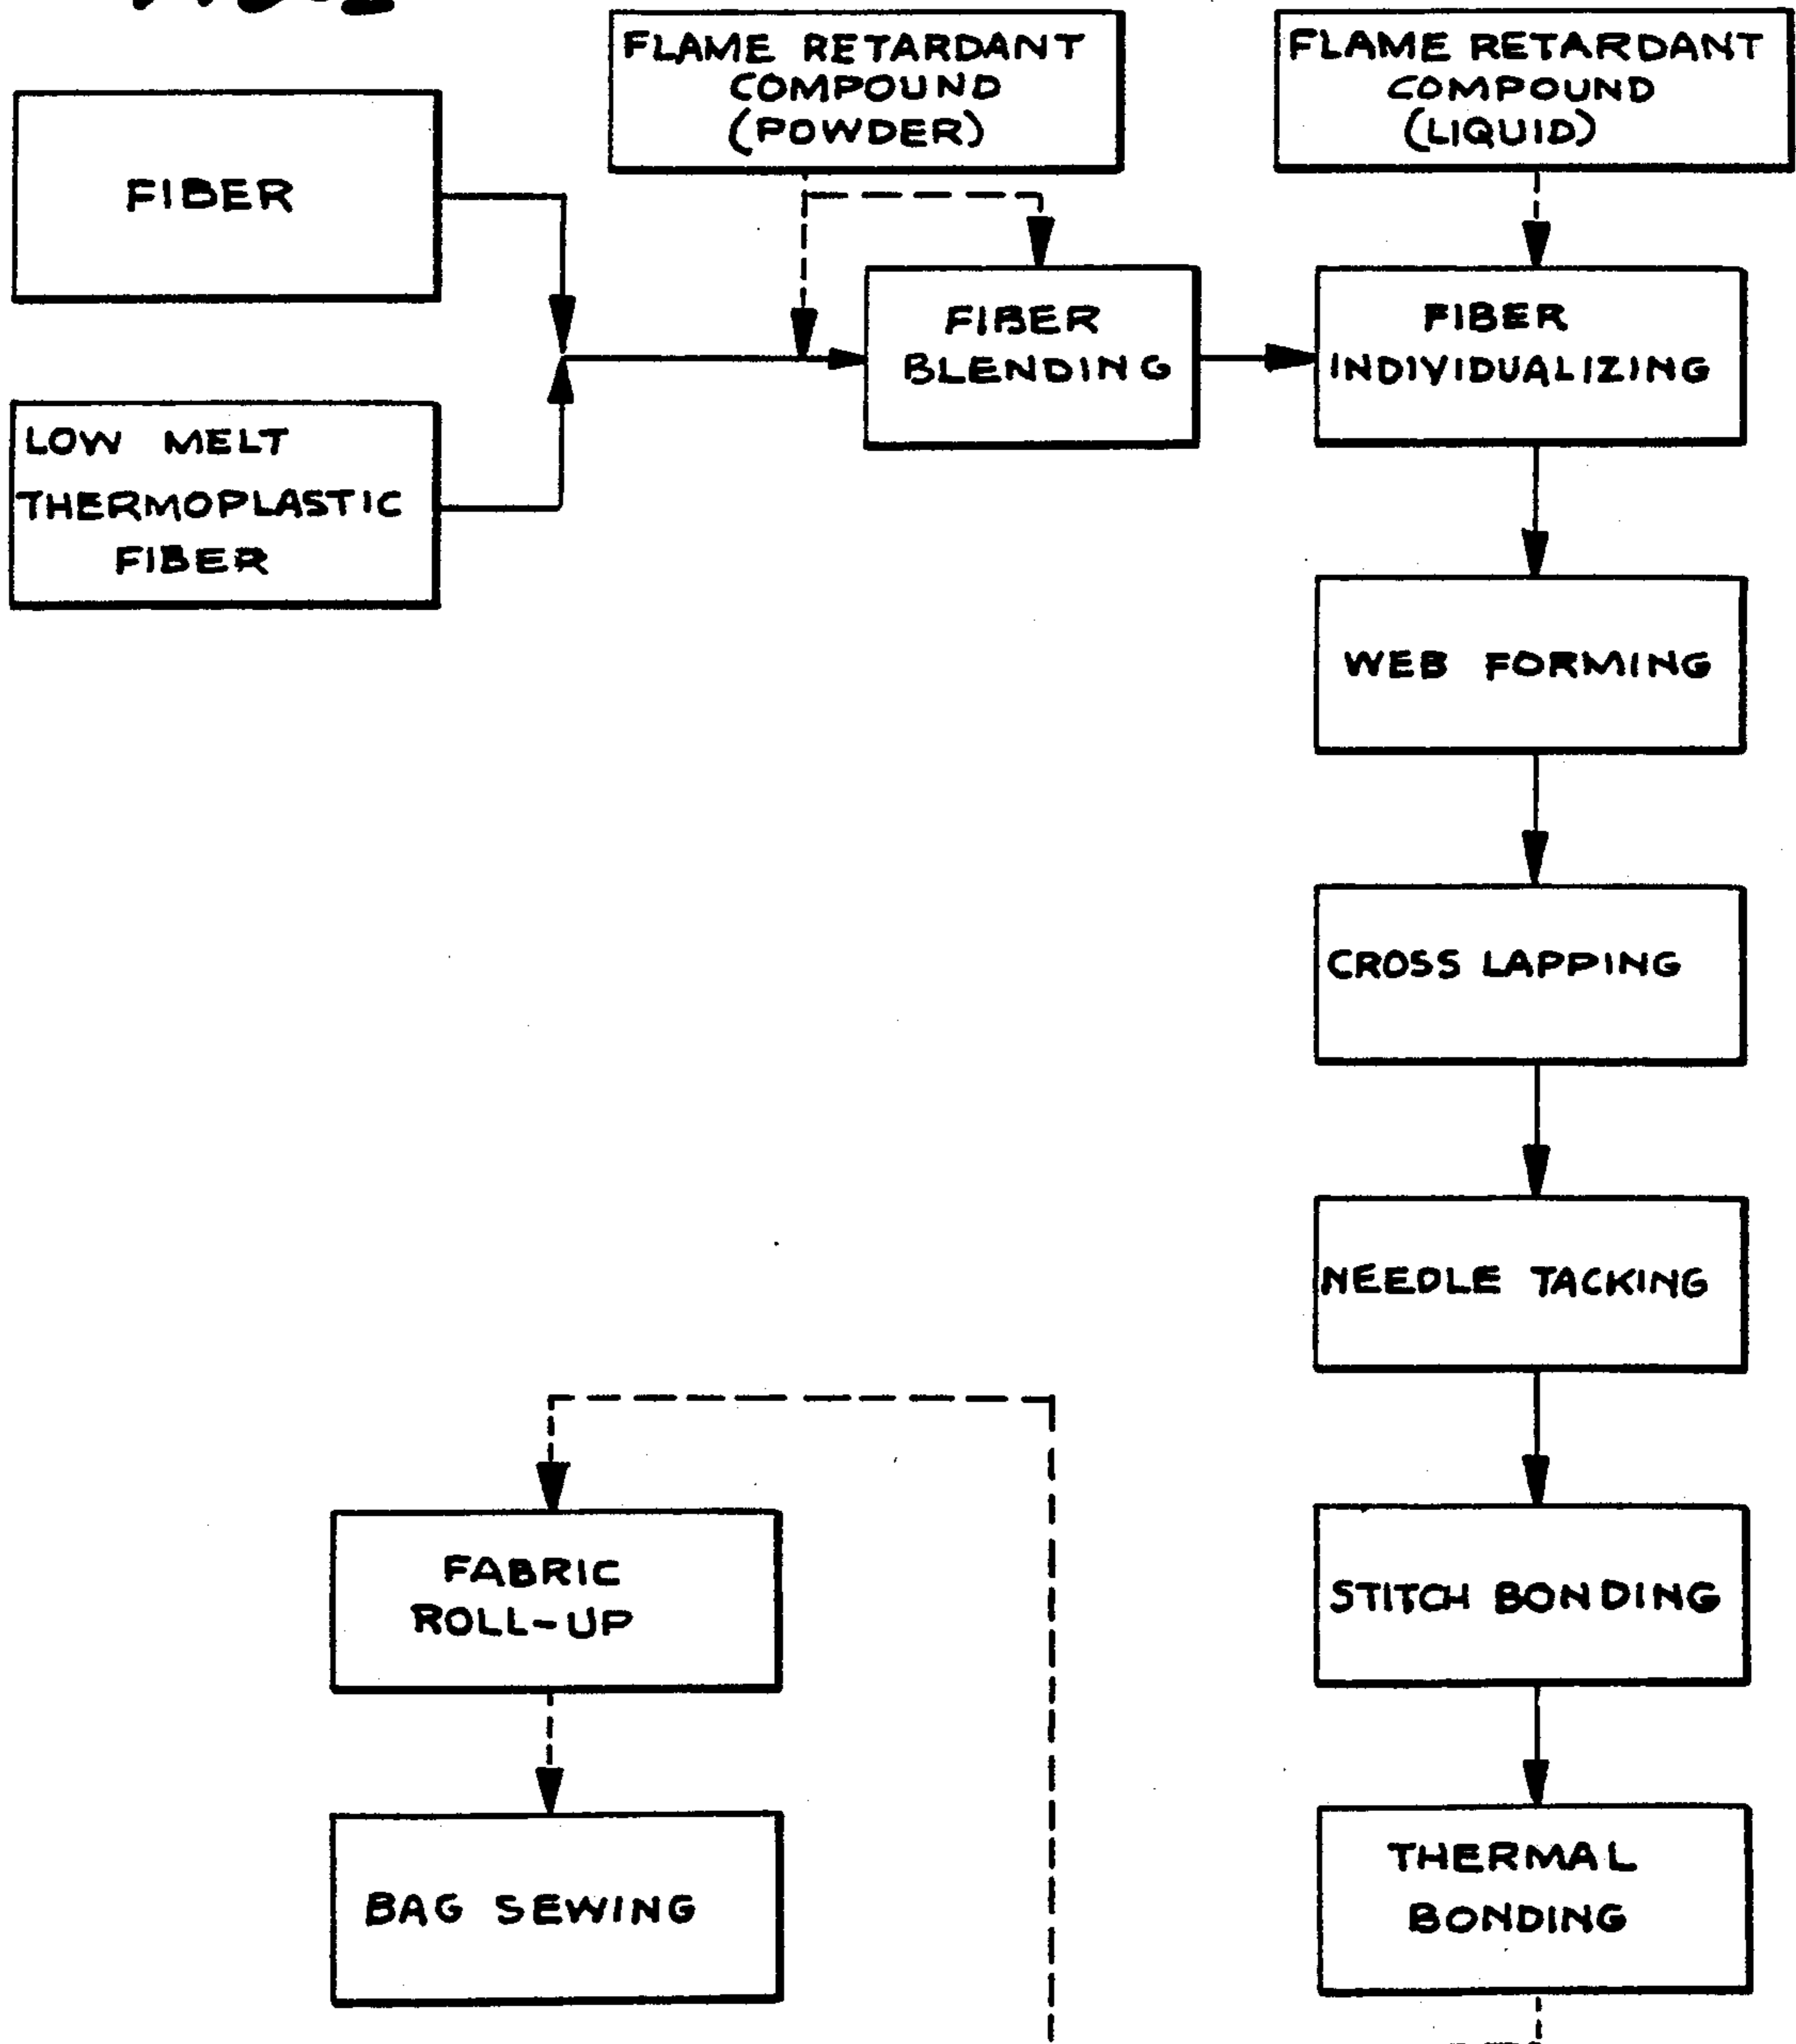 FLAME RETARDANT
COMPOUND
(POWDER)
FLAME RETARDANT
COMPOUND
(LIQUID)
FIBER
LOW MELT
THERMOPLASTIC
FIBER
FIBER
BLENDING
FIBER
INDIVIDUALIZING
WEB FORMING
CROSS LAPPING
NEEDLE TACKING
STITCH BONDING
THERMAL
BONDING
FABRIC
ROLL-UP
BAG SEWING